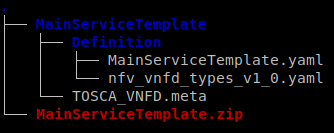 .
├── MainServiceTemplate
│   ├── Definition
│   │   ├── MainServiceTemplate.yaml
│   │   └── nfv_vnfd_types_v1_0.yaml
│   └── TOSCA_VNFD.meta
└── MainServiceTemplate.zip